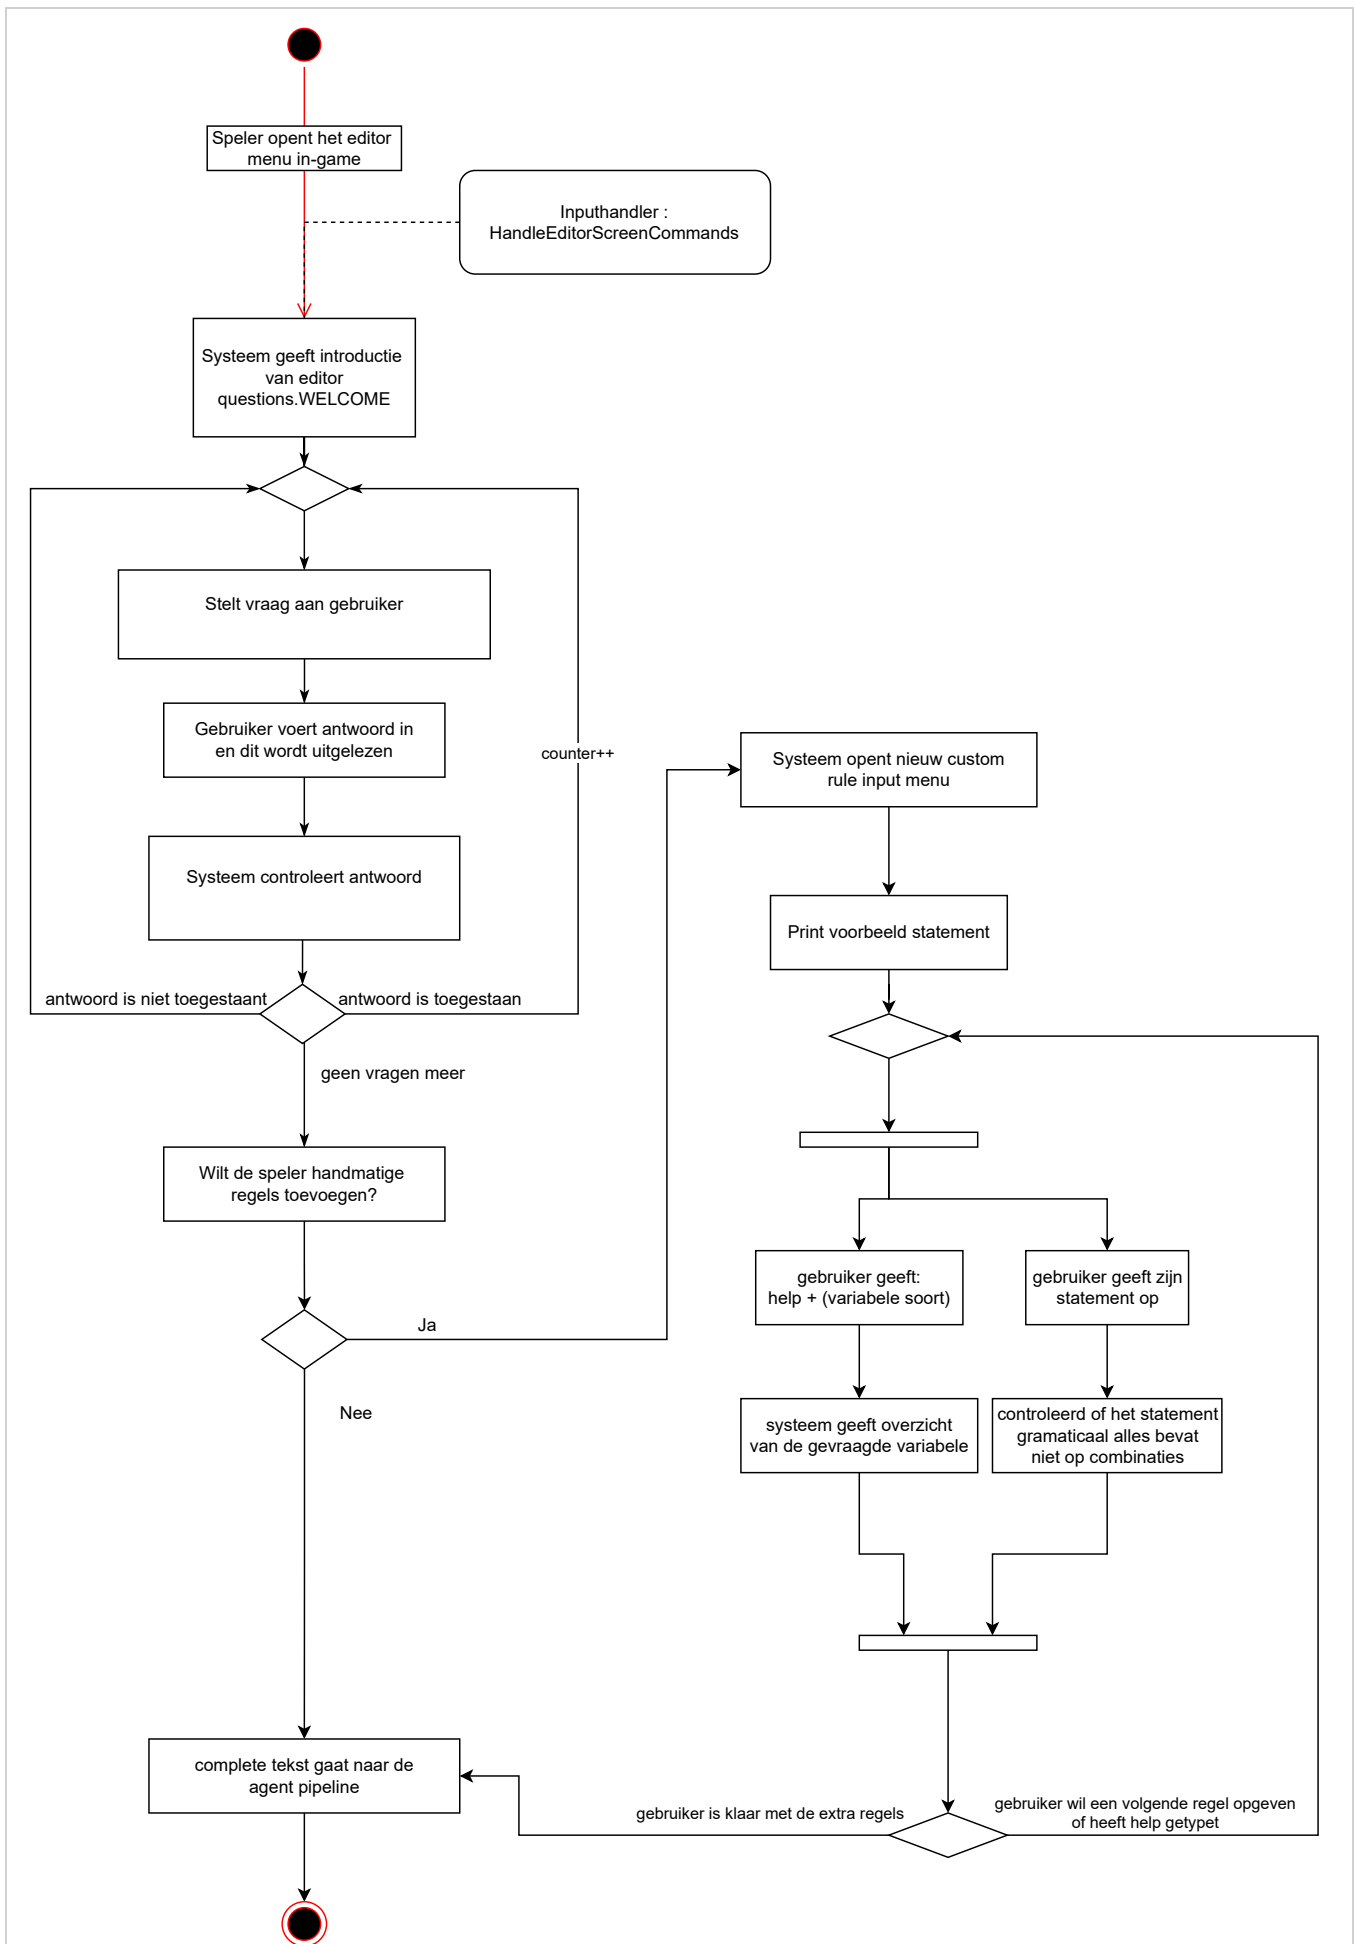 Speler opent het editor
menu in-game
Inputhandler :
HandleEditorScreenCommands
Systeem geeft introductie
van editor
questions.WELCOME
Stelt vraag aan gebruiker
Gebruiker voert antwoord in
en dit wordt uitgelezen
counter++
Systeem controleert antwoord
antwoord is niet toegestaant
antwoord is toegestaan
geen vragen meer
Wilt de speler handmatige
regels toevoegen?
Ja
Nee
Systeem opent nieuw custom
rule input menu
Print voorbeeld statement
gebruiker geeft:
help + (variabele soort)
gebruiker geeft zijn
statement op
systeem geeft overzicht
van de gevraagde variabele
controleerd of het statement
gramaticaal alles bevat
niet op combinaties
gebruiker is klaar met de extra regels
gebruiker wil een volgende regel opgeven
of heeft help getypet
complete tekst gaat naar de
agent pipeline